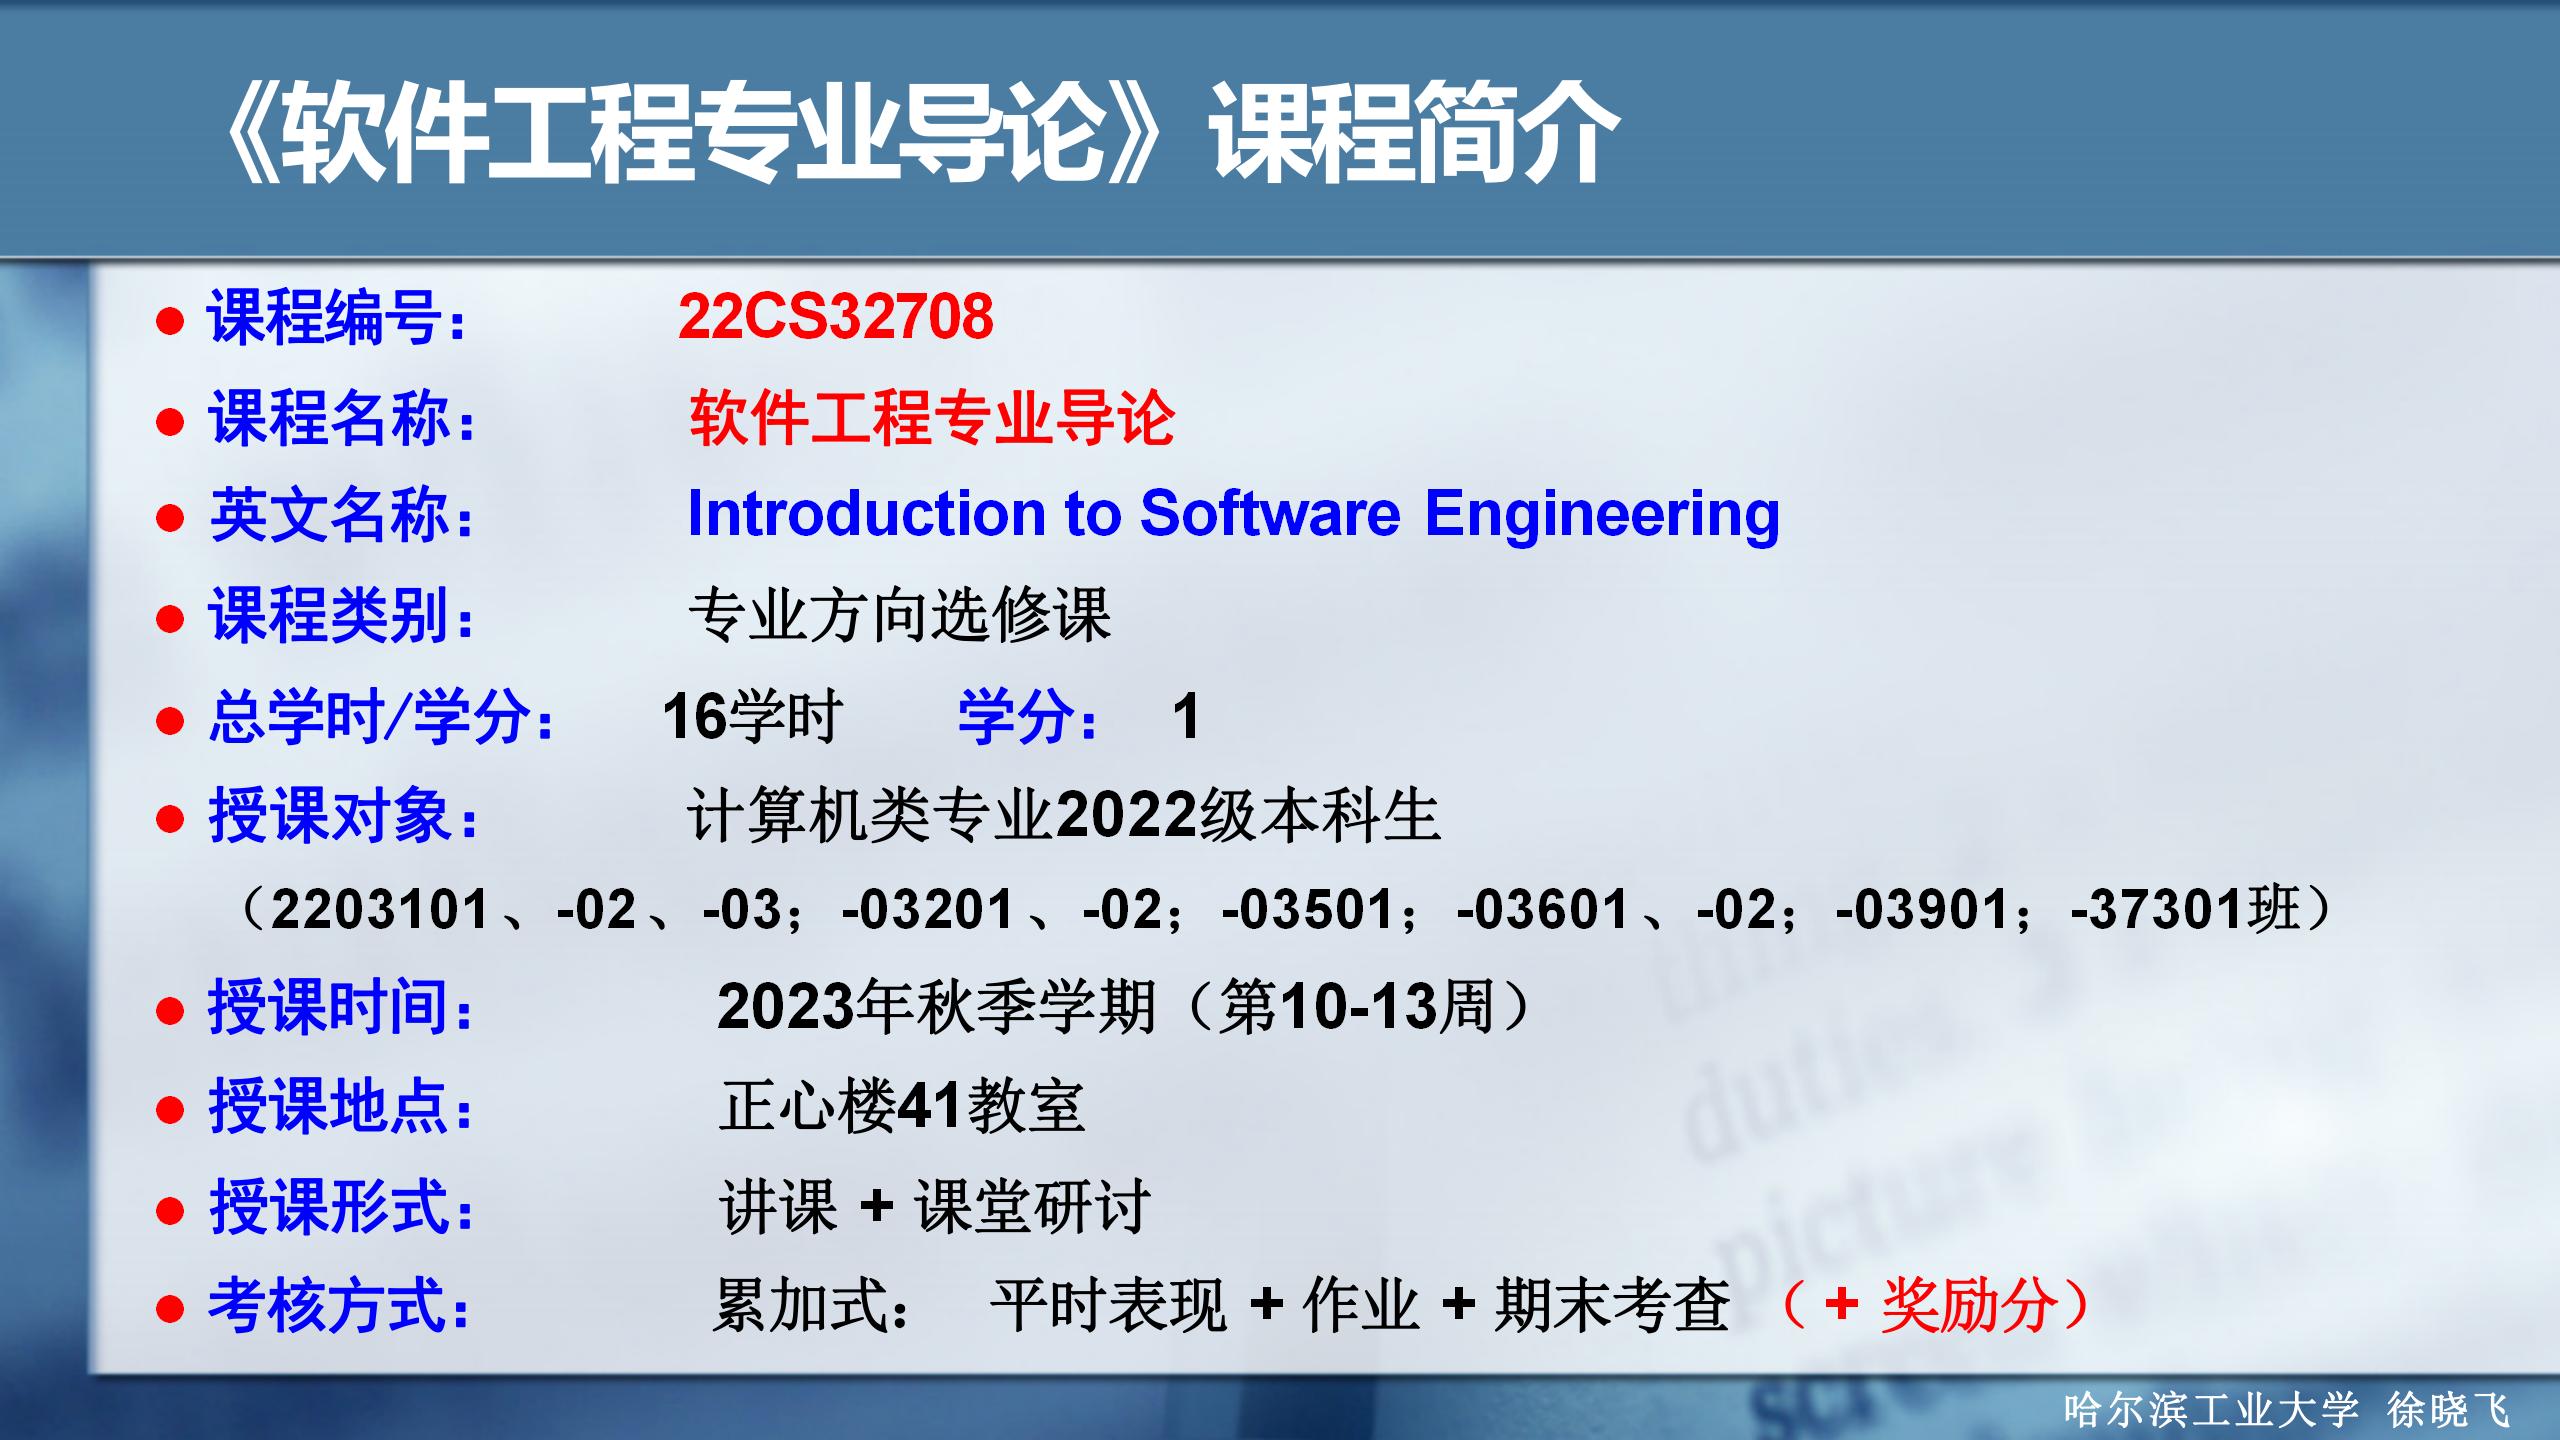 《软件工程专业导论》课程简介
课程编号： 22CS32708
课程名称： 软件工程专业导论
英文名称： Introduction to Software Engineering
课程类别： 专业方向选修课
总学时/学分： 16学时 学分： 1
授课对象： 计算机类专业2022级本科生
（2203101、-02、-03；-03201、-02；-03501；-03601、-02；-03901；-37301班）
授课时间： 2023年秋季学期（第10-13周）
授课地点： 正心楼41教室
授课形式： 讲课 + 课堂研讨
考核方式： 累加式： 平时表现 + 作业 + 期末考查 （ + 奖励分）
哈尔滨工业大学 徐晓飞